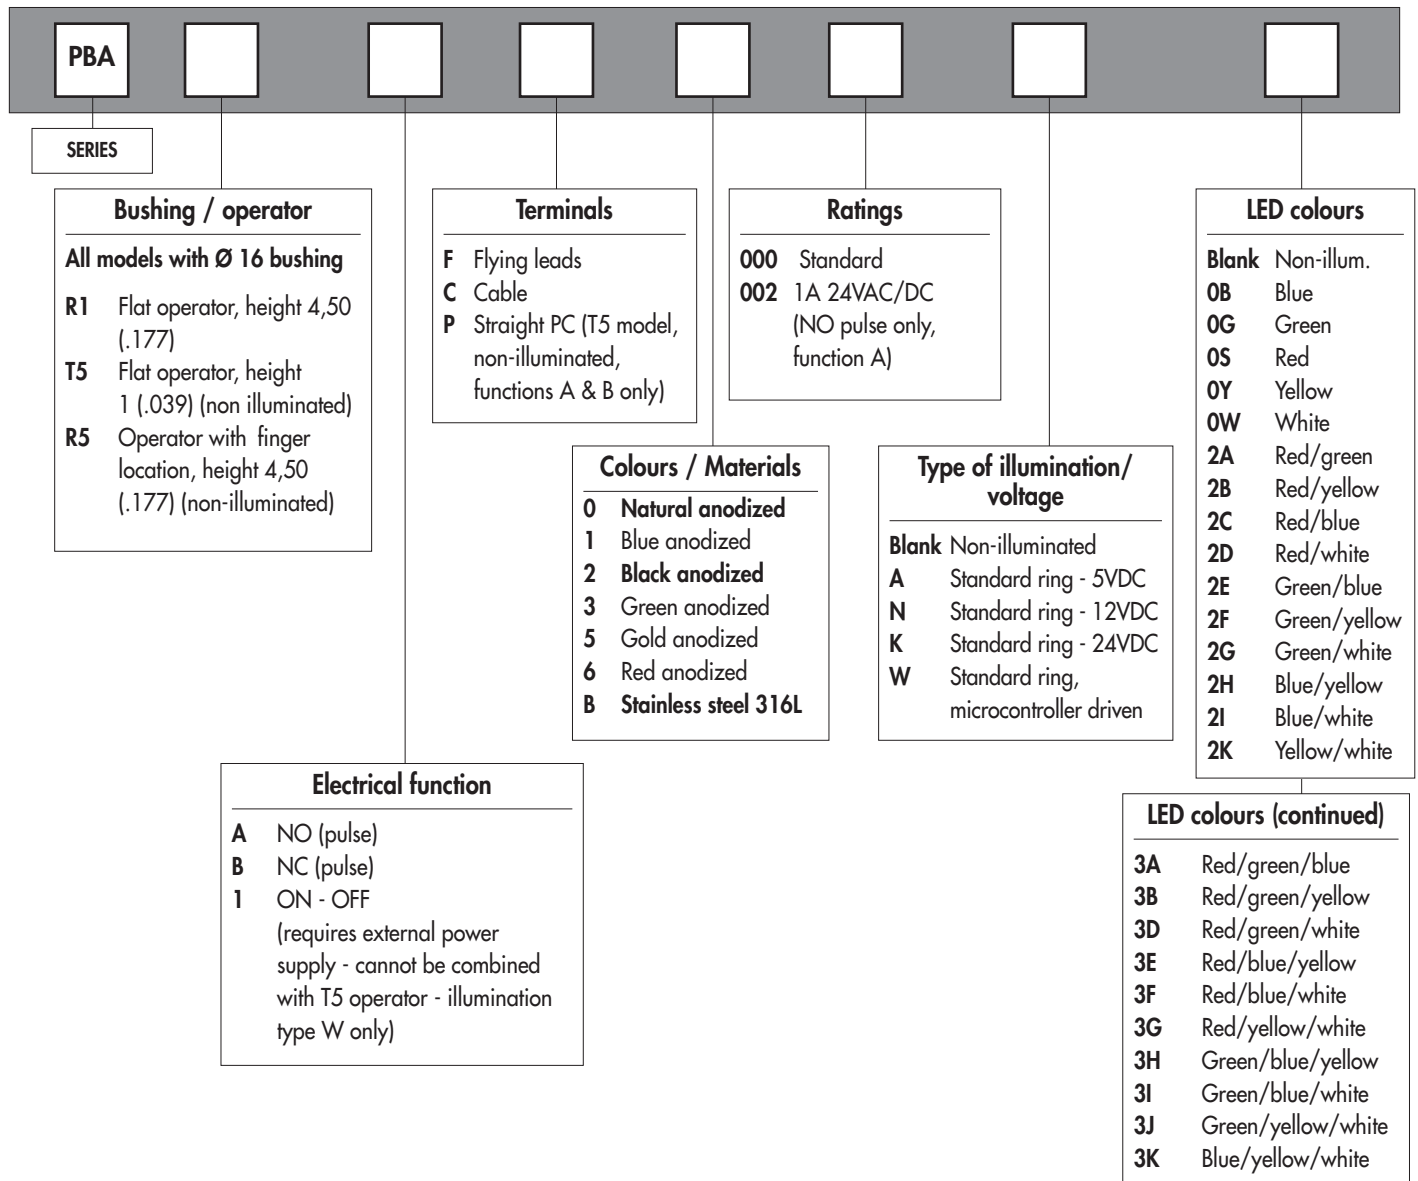 PBA
SERIES
Bushing / operator
All models with Ø 16 bushing
R1 Flat operator, height 4,50
(.177)
T5 Flat operator, height
1 (.039) (non illuminated)
R5 Operator with finger
location, height 4,50
(.177) (non-illuminated)
Electrical function
A NO (pulse)
B NC (pulse)
1 ON - OFF
(requires external power
supply - cannot be combined
with T5 operator - illumination
type W only)
Terminals
F Flying leads
C Cable
P Straight PC (T5 model,
non-illuminated,
functions A & B only)
Colours / Materials
0 Natural anodized
1 Blue anodized
2 Black anodized
3 Green anodized
5 Gold anodized
6 Red anodized
B Stainless steel 316L
Ratings
000 Standard
002 1A 24VAC/DC
(NO pulse only,
function A)
Type of illumination/
voltage
Blank Non-illuminated
A Standard ring - 5VDC
N Standard ring - 12VDC
K Standard ring - 24VDC
W Standard ring,
microcontroller driven
LED colours
Blank Non-illum.
0B Blue
0G Green
0S Red
0Y Yellow
0W White
2A Red/green
2B Red/yellow
2C Red/blue
2D Red/white
2E Green/blue
2F Green/yellow
2G Green/white
2H Blue/yellow
2I Blue/white
2K Yellow/white
LED colours (continued)
3A Red/green/blue
3B Red/green/yellow
3D Red/green/white
3E Red/blue/yellow
3F Red/blue/white
3G Red/yellow/white
3H Green/blue/yellow
3I Green/blue/white
3J Green/yellow/white
3K Blue/yellow/white